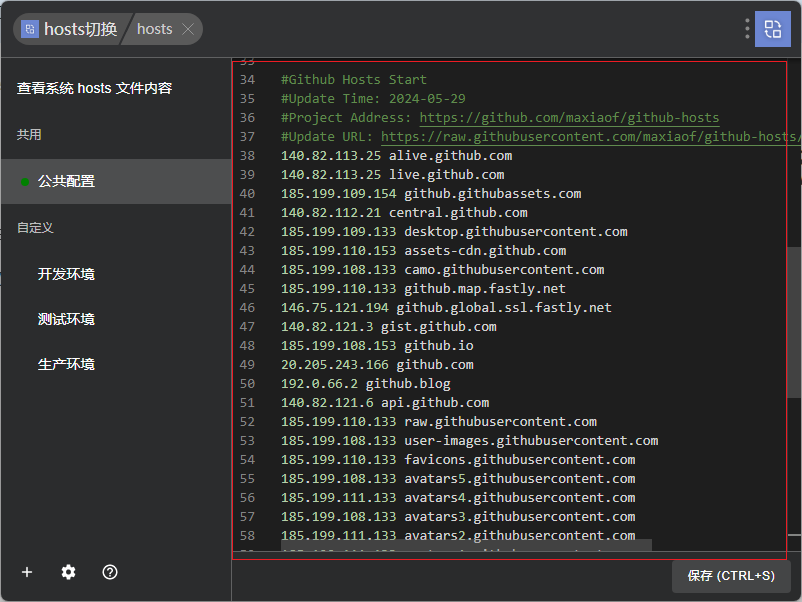 hosts切换 hosts
查看系统 hosts 文件内容
共用
公共配置
自定义
开发环境
测试环境
生产环境
33
34 #Github Hosts Start
35 #Update Time: 2024-05-29
36 #Project Address: https://github.com/maxiaof/github-hosts
37 #Update URL: https://raw.githubusercontent.com/maxiaof/github-hosts/
38 140.82.113.25 alive.github.com
39 140.82.113.25 live.github.com
40 185.199.109.154 github.githubassets.com
41 140.82.112.21 central.github.com
42 185.199.109.133 desktop.githubusercontent.com
43 185.199.110.153 assets-cdn.github.com
44 185.199.108.133 camo.githubusercontent.com
45 185.199.110.133 github.map.fastly.net
46 146.75.121.194 github.global.ssl.fastly.net
47 140.82.121.3 gist.github.com
48 185.199.108.153 github.io
49 20.205.243.166 github.com
50 192.0.66.2 github.blog
51 140.82.121.6 api.github.com
52 185.199.110.133 raw.githubusercontent.com
53 185.199.108.133 user-images.githubusercontent.com
54 185.199.110.133 favicons.githubusercontent.com
55 185.199.108.133 avatars5.githubusercontent.com
56 185.199.111.133 avatars4.githubusercontent.com
57 185.199.108.133 avatars3.githubusercontent.com
58 185.199.111.133 avatars2.githubusercontent.com
保存 (CTRL+S)